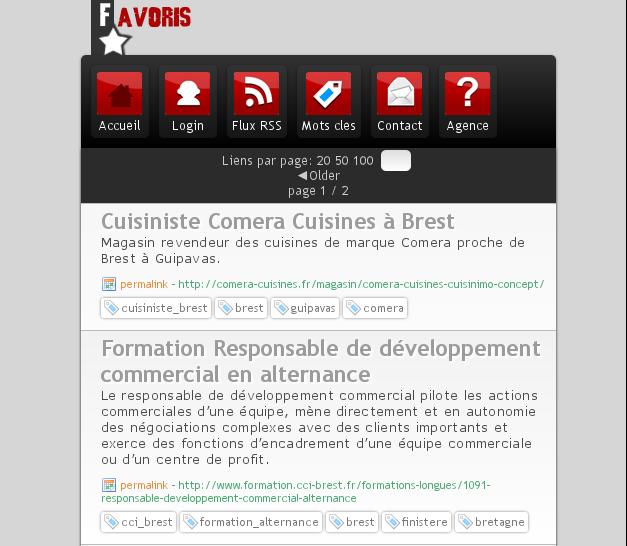 FAVORIS
Accueil Login Flux RSS Mots cles Contact Agence
Liens par page: 20 50 100
◄Older
page 1 / 2
Cuisiniste Comera Cuisines à Brest
Magasin revendeur des cuisines de marque Comera proche de
Brest à Guipavas.
permalink - http://comera-cuisines.fr/magasin/comera-cuisines-cuisinimo-concept/
cuisiniste_brest brest guipavas comera
Formation Responsable de développement
commercial en alternance
Le responsable de développement commercial pilote les actions
commerciales d’une équipe, mène directement et en autonomie
des négociations complexes avec des clients importants et
exerce des fonctions d’encadrement d’une équipe commerciale
ou d’un centre de profit.
permalink - http://www.formation.cci-brest.fr/formations-longues/1091-
responsable-developpement-commercial-alternance
cci_brest formation_alternance brest finistere bretagne